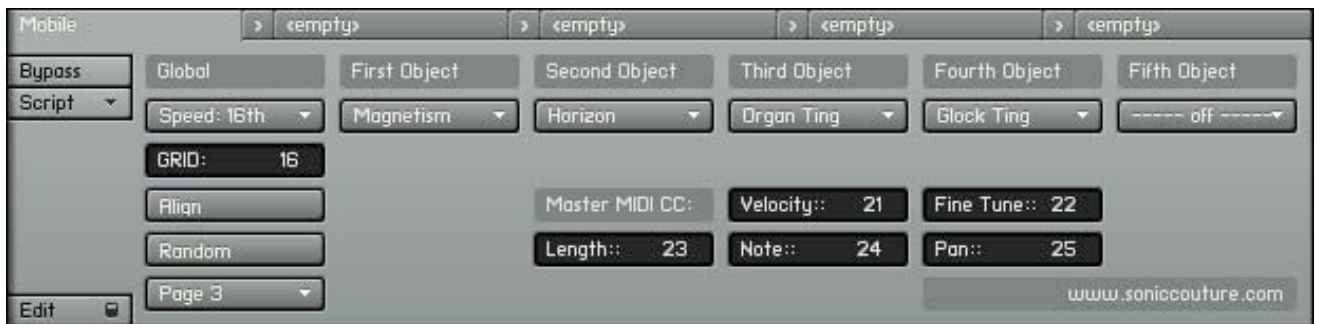 Mobile > <empty> > <empty> > <empty> > <empty>
Bypass Global First Object Second Object Third Object Fourth Object Fifth Object
Script Speed: 16th Magnetism Horizon Organ Ting Glock Ting ----- off -----
GRID: 16
Align Master MIDI CC: Velocity:: 21 Fine Tune:: 22
Random Length:: 23 Note:: 24 Pan:: 25
Page 3 www.soniccouture.com
Edit